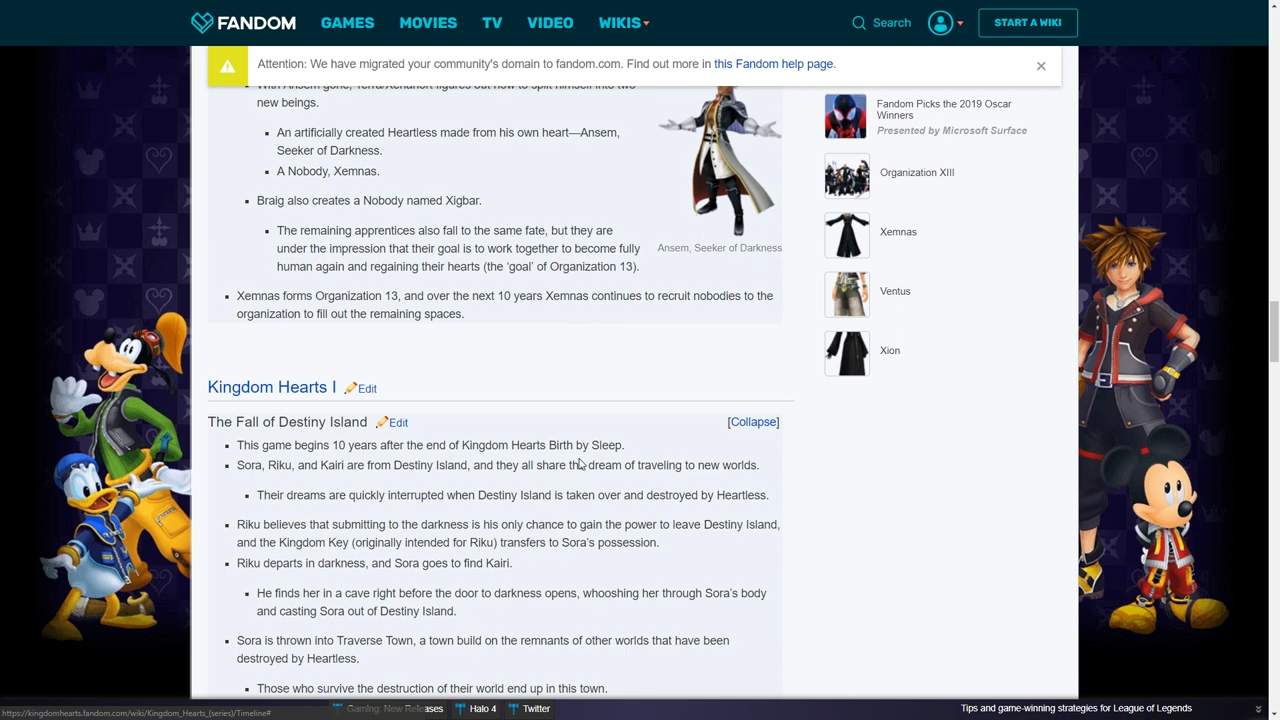 FANDOM
GAMES
MOVIES
TV
VIDEO
WIKIS
Search
START A WIKI
Attention: We have migrated your community's domain to fandom.com. Find out more in this Fandom help page.
With Ansem gone, Terra/Xehanort figures out how to split himself into two
new beings.
An artificially created Heartless made from his own heart—Ansem,
Seeker of Darkness.
A Nobody, Xemnas.
Braig also creates a Nobody named Xigbar.
The remaining apprentices also fall to the same fate, but they are
under the impression that their goal is to work together to become fully
human again and regaining their hearts (the ‘goal’ of Organization 13).
Ansem, Seeker of Darkness
Xemnas forms Organization 13, and over the next 10 years Xemnas continues to recruit nobodies to the
organization to fill out the remaining spaces.
Fandom Picks the 2019 Oscar
Winners
Presented by Microsoft Surface
Organization XIII
Xemnas
Ventus
Xion
Kingdom Hearts I Edit
The Fall of Destiny Island Edit
[Collapse]
This game begins 10 years after the end of Kingdom Hearts Birth by Sleep.
Sora, Riku, and Kairi are from Destiny Island, and they all share the dream of traveling to new worlds.
Their dreams are quickly interrupted when Destiny Island is taken over and destroyed by Heartless.
Riku believes that submitting to the darkness is his only chance to gain the power to leave Destiny Island,
and the Kingdom Key (originally intended for Riku) transfers to Sora’s possession.
Riku departs in darkness, and Sora goes to find Kairi.
He finds her in a cave right before the door to darkness opens, whooshing her through Sora’s body
and casting Sora out of Destiny Island.
Sora is thrown into Traverse Town, a town build on the remnants of other worlds that have been
destroyed by Heartless.
Those who survive the destruction of their world end up in this town.
https://kingdomhearts.fandom.com/wiki/Kingdom_Hearts_(series)/Timeline#
Gaming: New Releases
Halo 4
Twitter
Tips and game-winning strategies for League of Legends